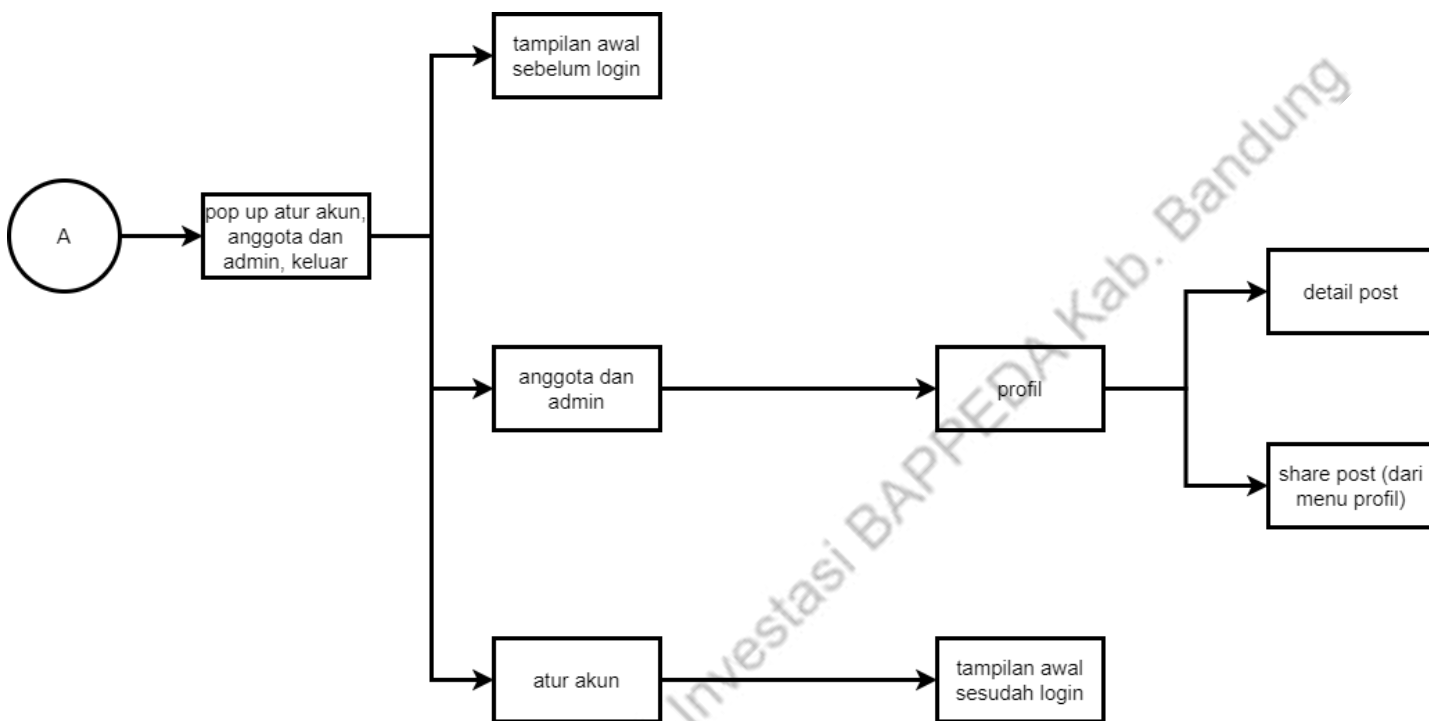 tampilan awal
sebelum login
A
pop up atur akun,
anggota dan
admin, keluar
detail post
anggota dan
admin
profil
share post (dari
menu profil)
atur akun
tampilan awal
sesudah login
Investasi BAPPEDA Kab. Bandung